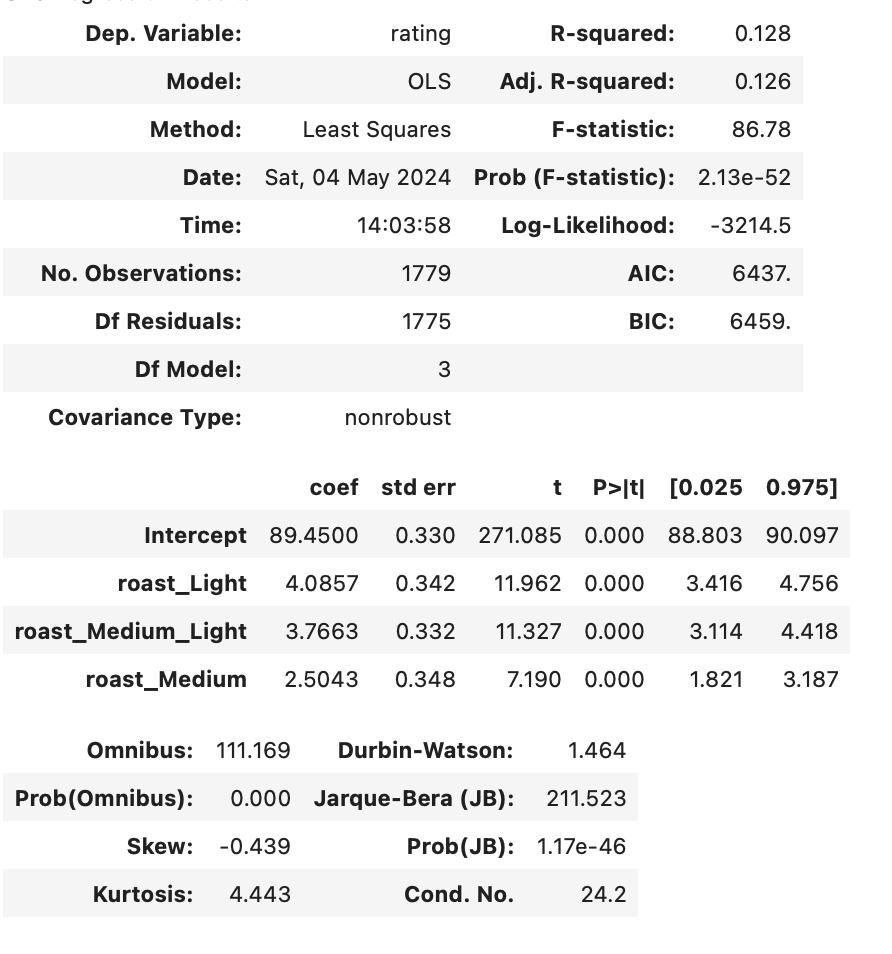 Dep. Variable: rating R-squared: 0.128
Model: OLS Adj. R-squared: 0.126
Method: Least Squares F-statistic: 86.78
Date: Sat, 04 May 2024 Prob (F-statistic): 2.13e-52
Time: 14:03:58 Log-Likelihood: -3214.5
No. Observations: 1779 AIC: 6437.
Df Residuals: 1775 BIC: 6459.
Df Model: 3
Covariance Type: nonrobust
coef std err t P>|t| [0.025 0.975]
Intercept 89.4500 0.330 271.085 0.000 88.803 90.097
roast_Light 4.0857 0.342 11.962 0.000 3.416 4.756
roast_Medium_Light 3.7663 0.332 11.327 0.000 3.114 4.418
roast_Medium 2.5043 0.348 7.190 0.000 1.821 3.187
Omnibus: 111.169 Durbin-Watson: 1.464
Prob(Omnibus): 0.000 Jarque-Bera (JB): 211.523
Skew: -0.439 Prob(JB): 1.17e-46
Kurtosis: 4.443 Cond. No. 24.2